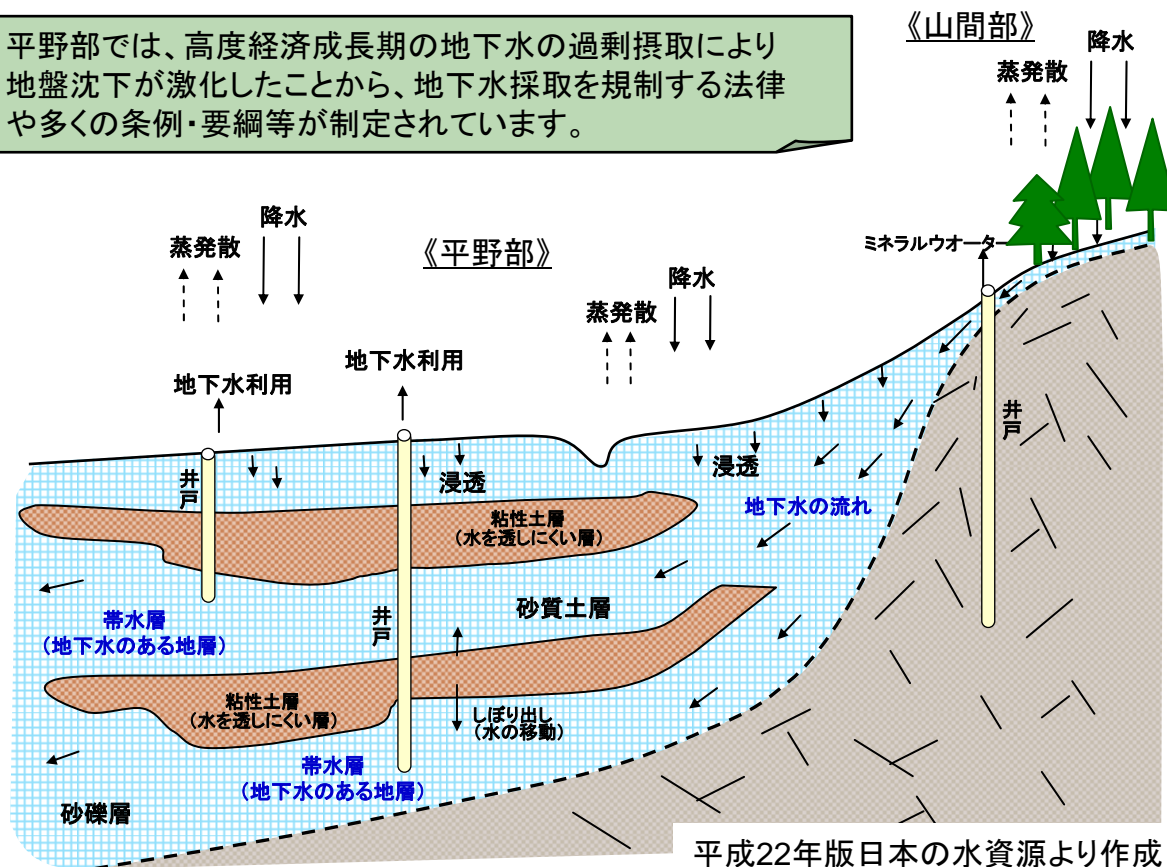 平野部では、高度経済成長期の地下水の過剰摂取により
地盤沈下が激化したことから、地下水採取を規制する法律
や多くの条例・要綱等が制定されています。
《山間部》
降水
蒸発散
ミネラルウオーター
井戸
《平野部》
降水
蒸発散
降水
蒸発散
地下水利用
地下水利用
井戸
浸透
浸透
地下水の流れ
粘性土層
(水を透しにくい層)
砂質土層
帯水層
(地下水のある地層)
井戸
粘性土層
(水を透しにくい層)
しぼり出し
(水の移動)
帯水層
(地下水のある地層)
砂礫層
平成22年版日本の水資源より作成